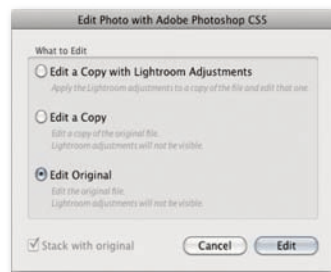 Edit Photo with Adobe Photoshop CS5
What to Edit
Edit a Copy with Lightroom Adjustments
Apply the Lightroom adjustments to a copy of the file and edit that one.
Edit a Copy
Edit a copy of the original file.
Lightroom adjustments will not be visible.
Edit Original
Edit the original file.
Lightroom adjustments will not be visible.
Stack with original
Cancel
Edit